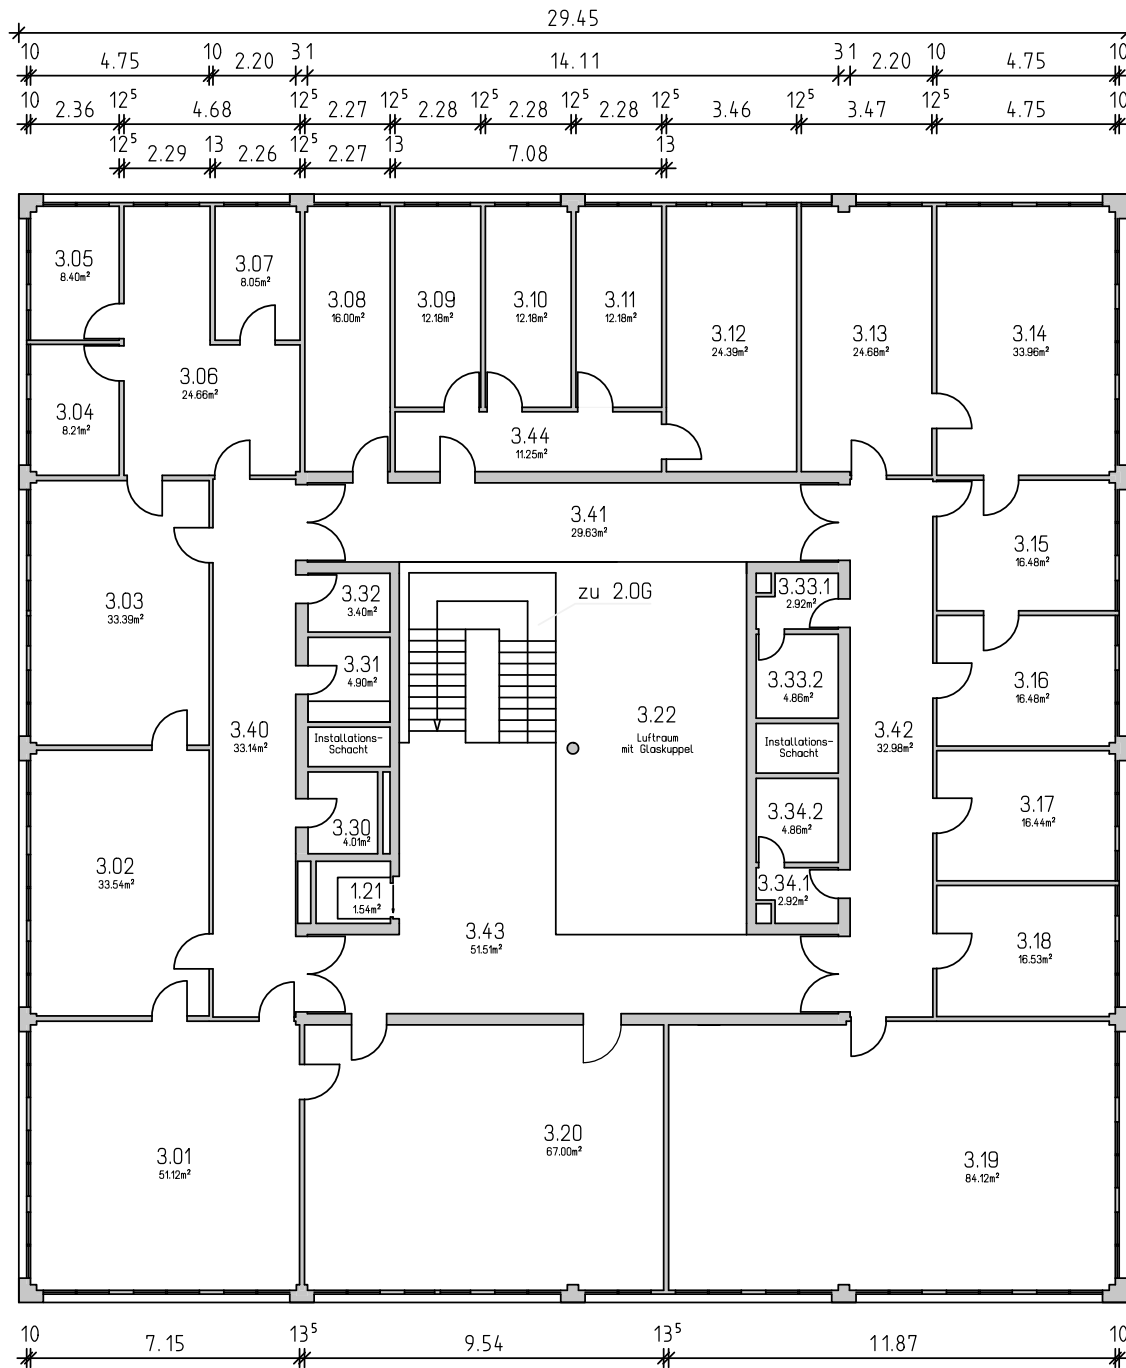 29.45
10 10 31 31 10 10
4.75 2.20 14.11 2.20 4.75
10 12⁵ 12⁵ 12⁵ 12⁵ 12⁵ 12⁵ 12⁵ 12⁵ 10
2.36 4.68 2.27 2.28 2.28 2.28 3.46 3.47 4.75
12⁵ 13 12⁵ 13 13
2.29 2.26 2.27 7.08
3.05
8.40m²
3.07
8.05m²
3.08
16.00m²
3.09
12.18m²
3.10
12.18m²
3.11
12.18m²
3.12
24.39m²
3.13
24.68m²
3.14
33.96m²
3.06
24.66m²
3.04
8.21m²
3.44
11.25m²
3.41
29.63m²
3.15
16.48m²
3.03
33.39m²
3.32
3.40m²
zu 2.OG
3.33.1
2.92m²
3.31
4.90m²
3.33.2
4.86m²
3.16
16.48m²
3.40
33.14m²
Installations-
Schacht
3.22
Luftraum
mit Glaskuppel
Installations-
Schacht
3.42
32.98m²
3.30
4.01m²
3.34.2
4.86m²
3.17
16.44m²
3.02
33.54m²
1.21
1.54m²
3.34.1
2.92m²
3.43
51.51m²
3.18
16.53m²
3.01
51.12m²
3.20
67.00m²
3.19
84.12m²
10 13⁵ 13⁵ 10
7.15 9.54 11.87